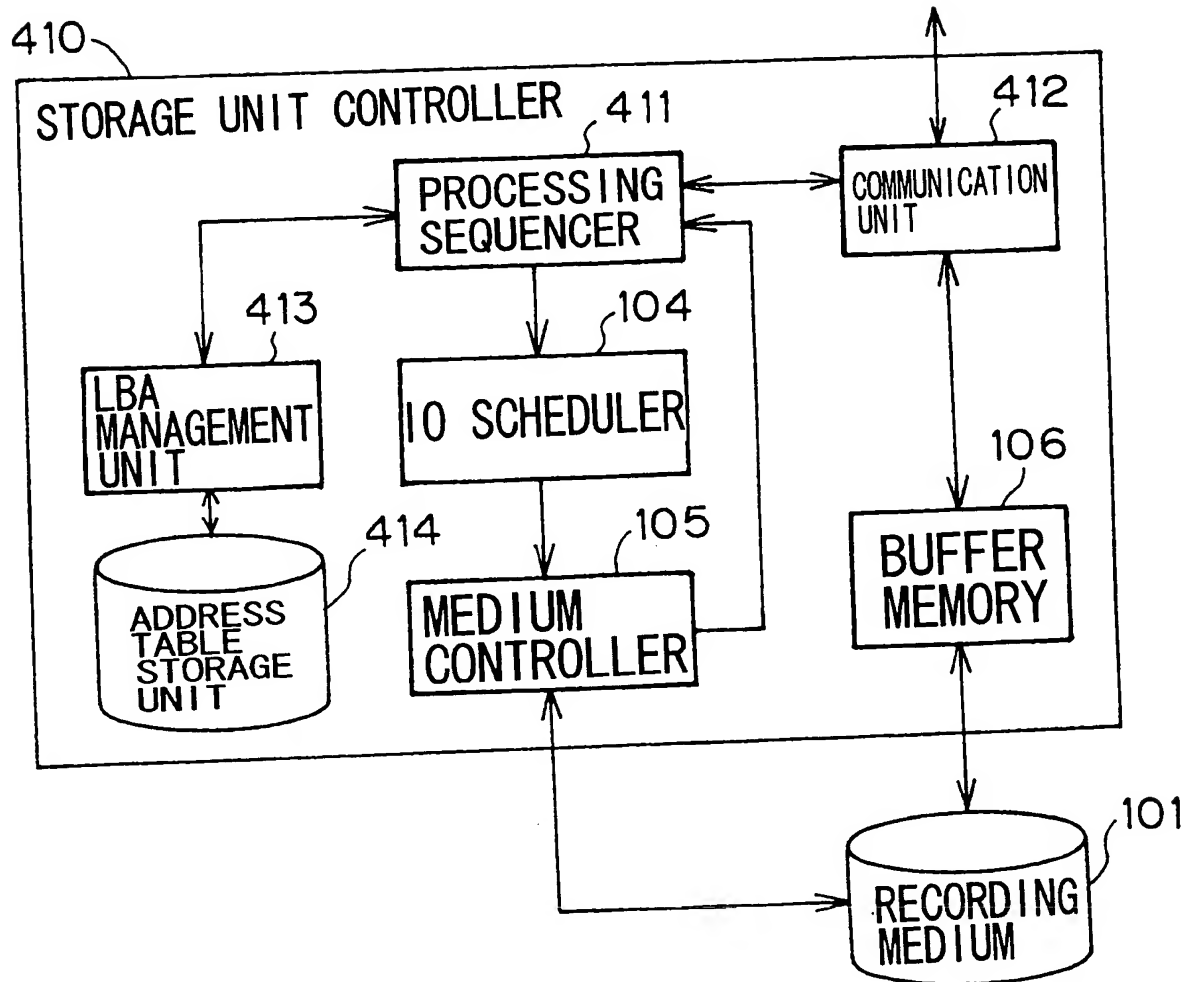 410
STORAGE UNIT CONTROLLER
411
412
PROCESSING
SEQUENCER
COMMUNICATION
UNIT
413
104
LBA
MANAGEMENT
UNIT
IO SCHEDULER
106
414
105
BUFFER
MEMORY
ADDRESS
TABLE
STORAGE
UNIT
MEDIUM
CONTROLLER
101
RECORDING
MEDIUM